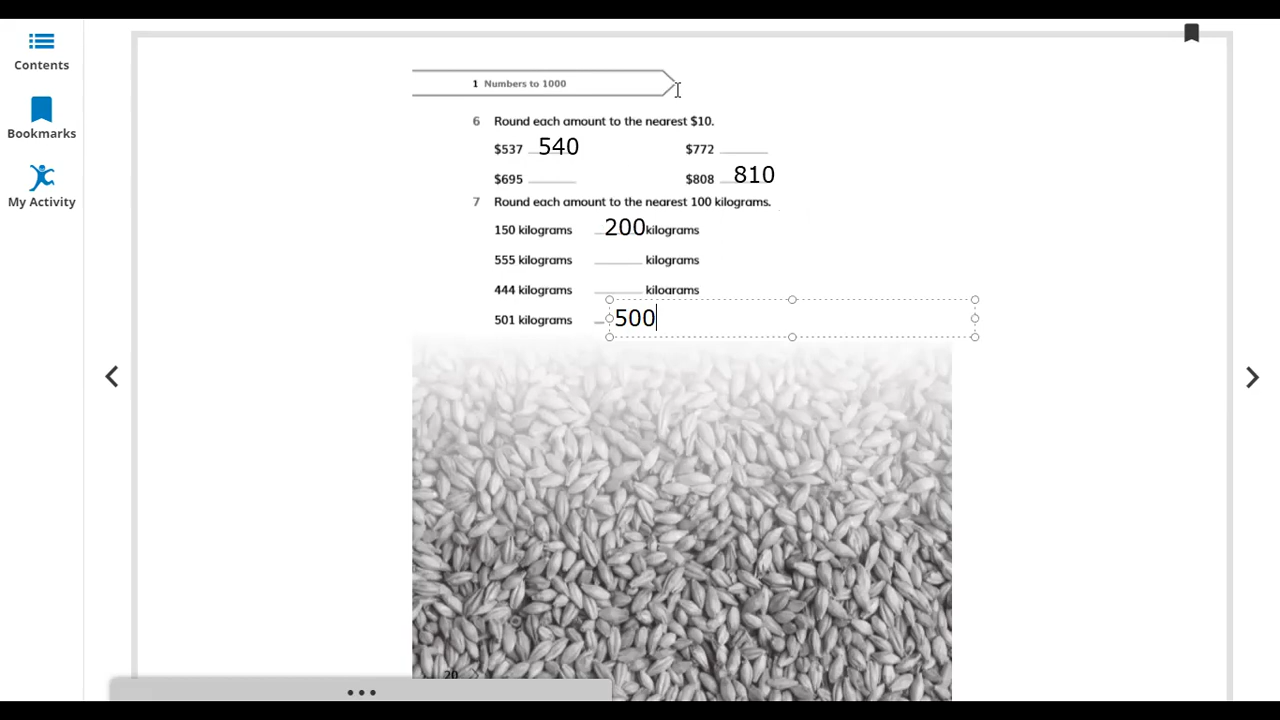 Contents
Bookmarks
My Activity
1 Numbers to 1000
6 Round each amount to the nearest $10.
$537 540 $772
$695 $808 810
7 Round each amount to the nearest 100 kilograms.
150 kilograms 200 kilograms
555 kilograms kilograms
444 kilograms kilograms
501 kilograms 500
20